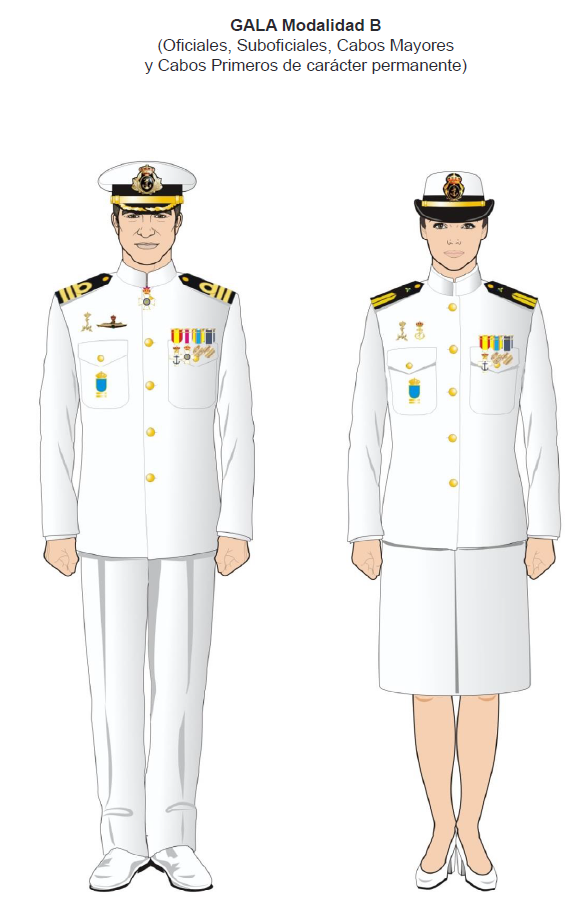 GALA Modalidad B
(Oficiales, Suboficiales, Cabos Mayores
y Cabos Primeros de carácter permanente)